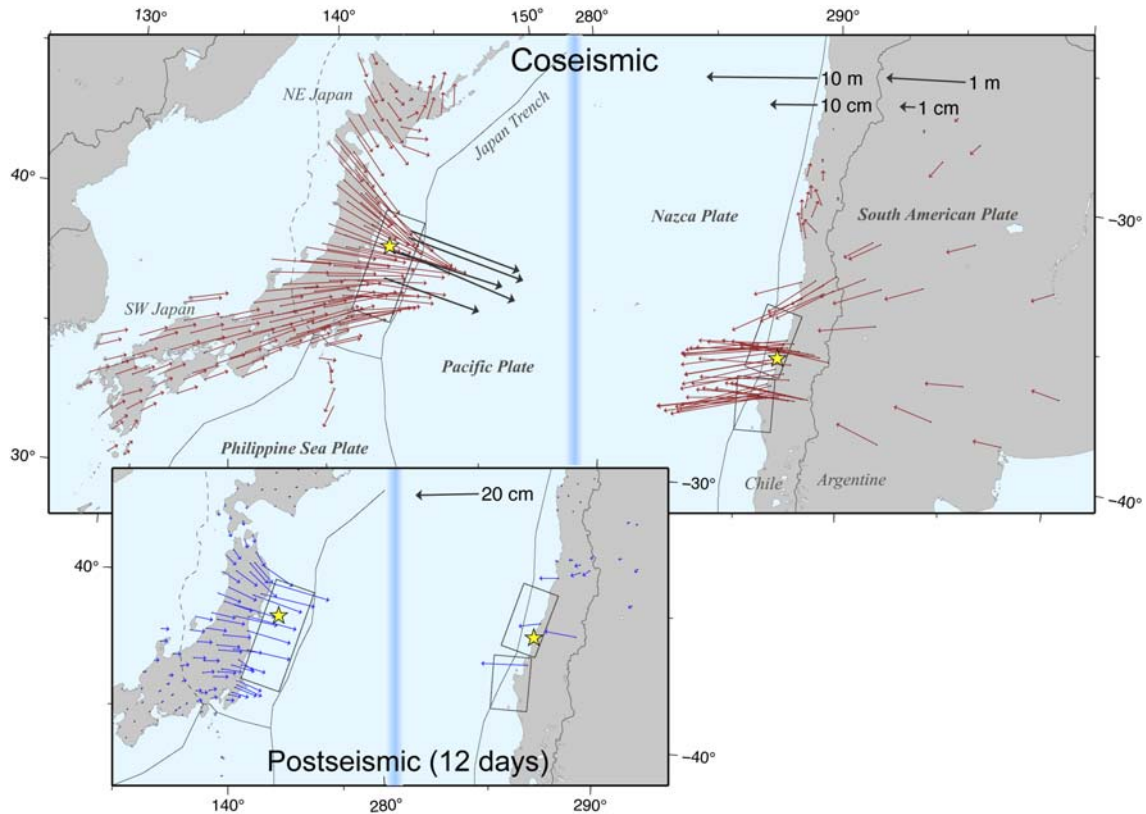 130° 140° 150° 280° 290°
Coseismic
NE Japan
Japan Trench
10 m
1 m
10 cm
1 cm
40°
Nazca Plate
South American Plate
-30°
SW Japan
Pacific Plate
30°
Philippine Sea Plate
Chile
Argentine
-40°
20 cm
-30°
40°
Postseismic (12 days)
-40°
140° 280° 290°